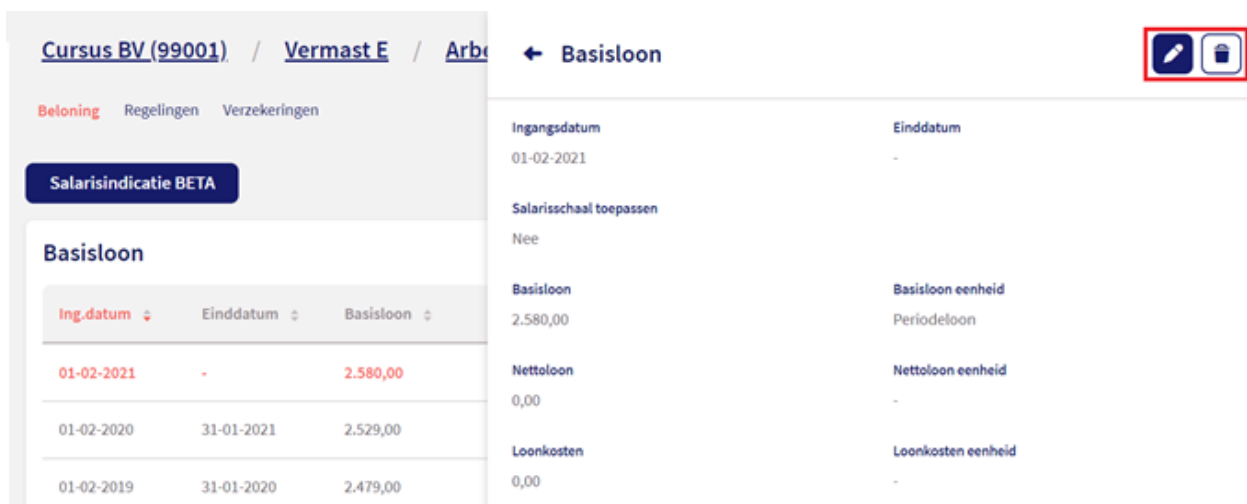 Cursus BV (99001) / Vermast E / Arbe
Beloning Regelingen Verzekeringen
Salarisindicatie BETA
Basisloon
Ing.datum Einddatum Basisloon
01-02-2021 - 2.580,00
01-02-2020 31-01-2021 2.529,00
01-02-2019 31-01-2020 2.479,00
Basisloon
Ingangsdatum Einddatum
01-02-2021 -
Salarisschaal toepassen
Nee
Basisloon Basisloon eenheid
2.580,00 Periodeloon
Nettoloon Nettoloon eenheid
0,00 -
Loonkosten Loonkosten eenheid
0,00 -